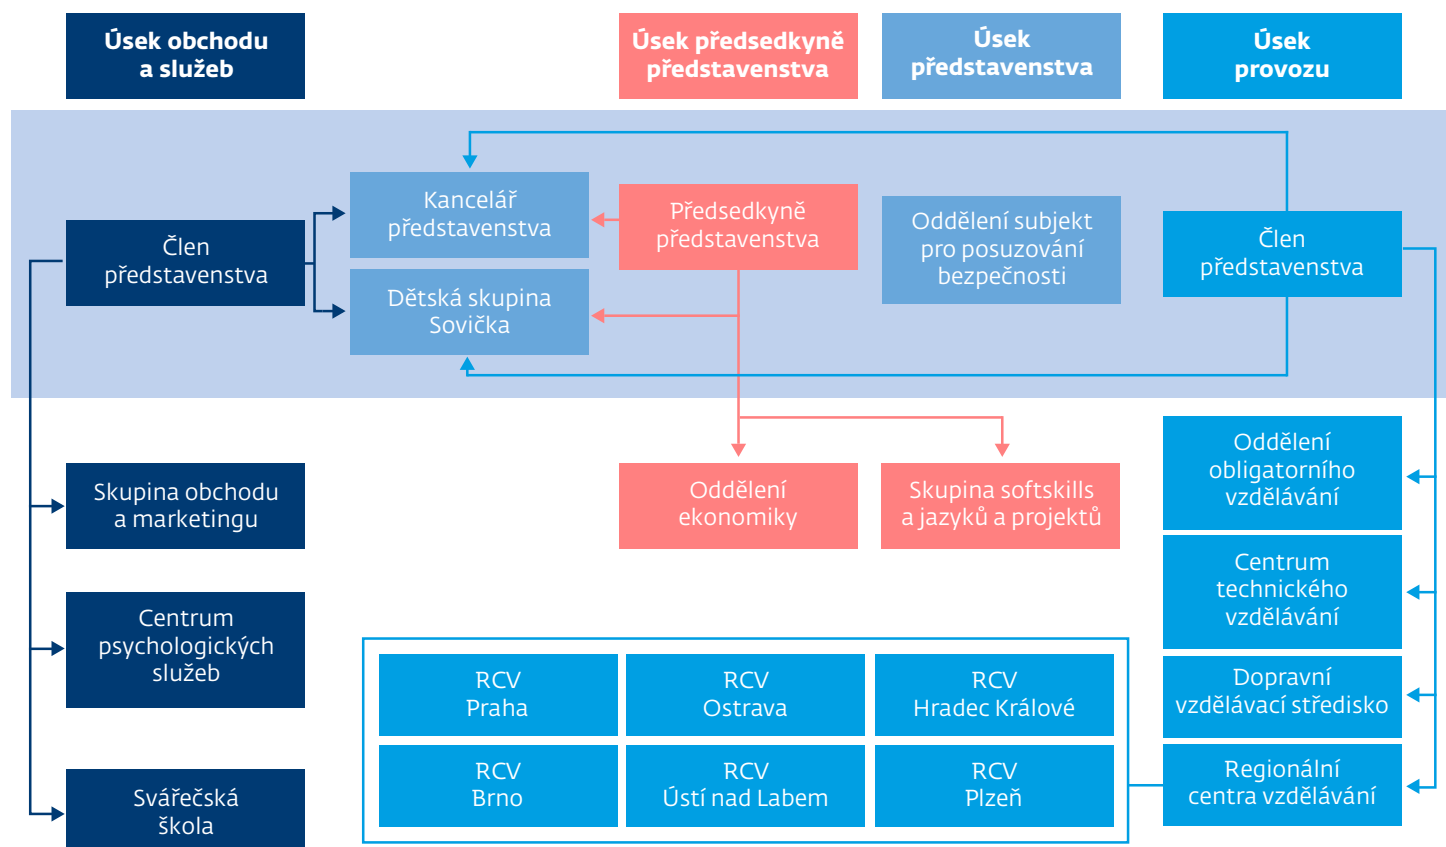 Úsek obchodu
a služeb
Úsek předsedkyně
představenstva
Úsek
představenstva
Úsek
provozu
Člen
představenstva
Kancelář
představenstva
Dětská skupina
Sovička
Předsedkyně
představenstva
Oddělení subjekt
pro posuzování
bezpečnosti
Člen
představenstva
Skupina obchodu
a marketingu
Centrum
psychologických
služeb
Svářečská
škola
Oddělení
ekonomiky
Skupina softskills
a jazyků a projektů
Oddělení
obligatorního
vzdělávání
Centrum
technického
vzdělávání
Dopravní
vzdělávací středisko
Regionální
centra vzdělávání
RCV
Praha
RCV
Ostrava
RCV
Hradec Králové
RCV
Brno
RCV
Ústí nad Labem
RCV
Plzeň